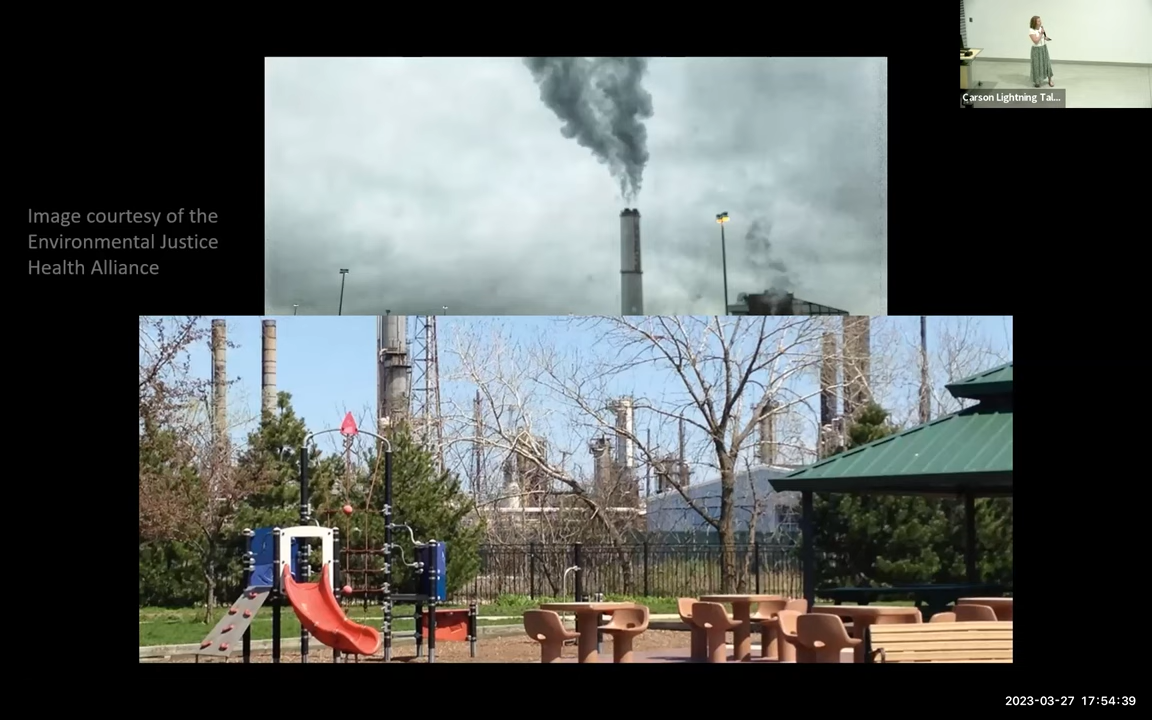 Carson Lightning Tal...
Image courtesy of the
Environmental Justice
Health Alliance
2023-03-27 17:54:39